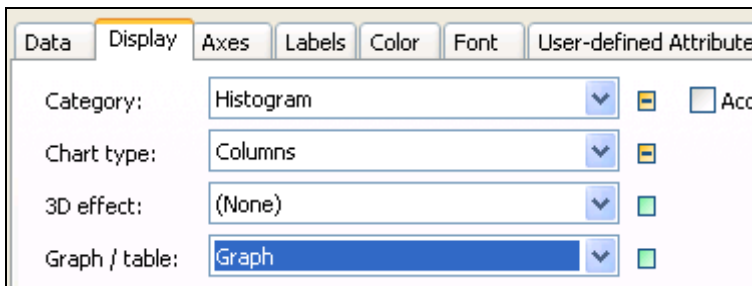 Data Display Axes Labels Color Font User-defined Attribute
Category: Histogram Acc
Chart type: Columns
3D effect: (None)
Graph / table: Graph